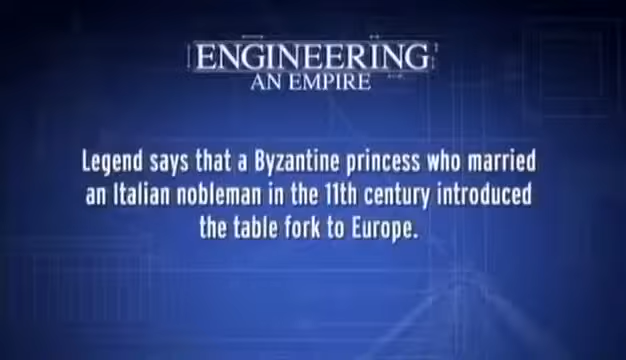 ENGINEERING
AN EMPIRE
Legend says that a Byzantine princess who married
an Italian nobleman in the 11th century introduced
the table fork to Europe.